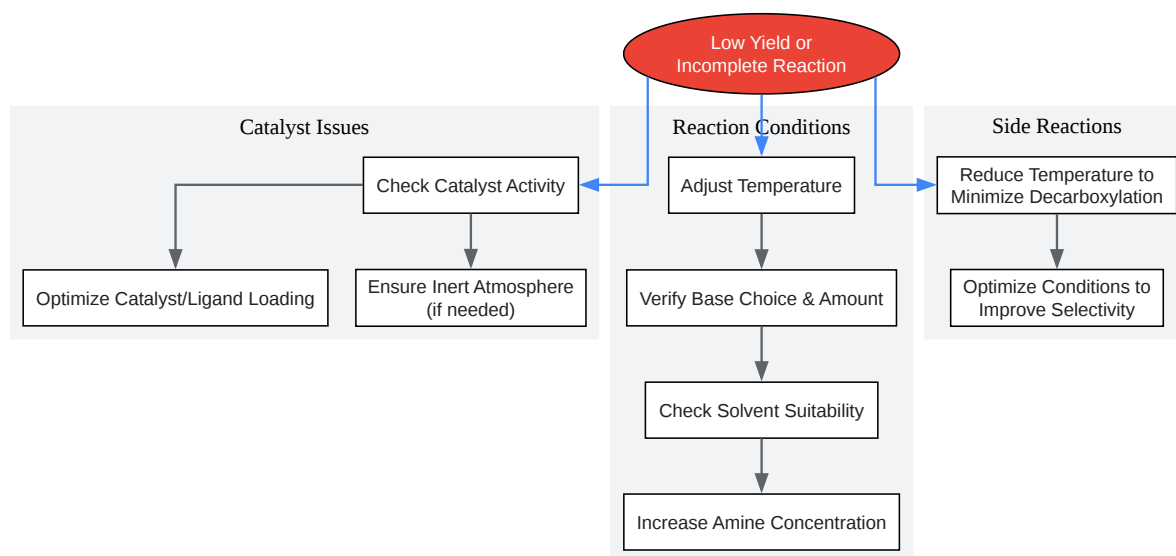 Low Yield or
Incomplete Reaction
Catalyst Issues
Check Catalyst Activity
Optimize Catalyst/Ligand Loading
Ensure Inert Atmosphere
(if needed)
Reaction Conditions
Adjust Temperature
Verify Base Choice & Amount
Check Solvent Suitability
Increase Amine Concentration
Side Reactions
Reduce Temperature to
Minimize Decarboxylation
Optimize Conditions to
Improve Selectivity